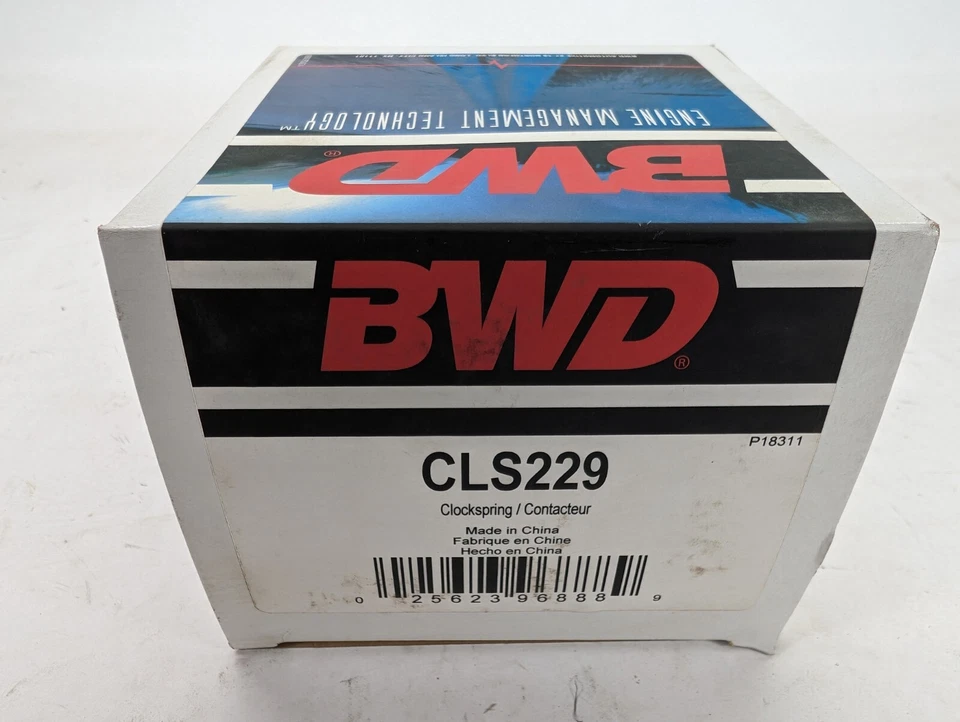 ENGINE MANAGEMENT TECHNOLOGY™
BWD®
BWD®
P18311
CLS229
Clockspring / Contacteur
Made in China
Fabrique en Chine
Hecho en China
0 25623 96888 9